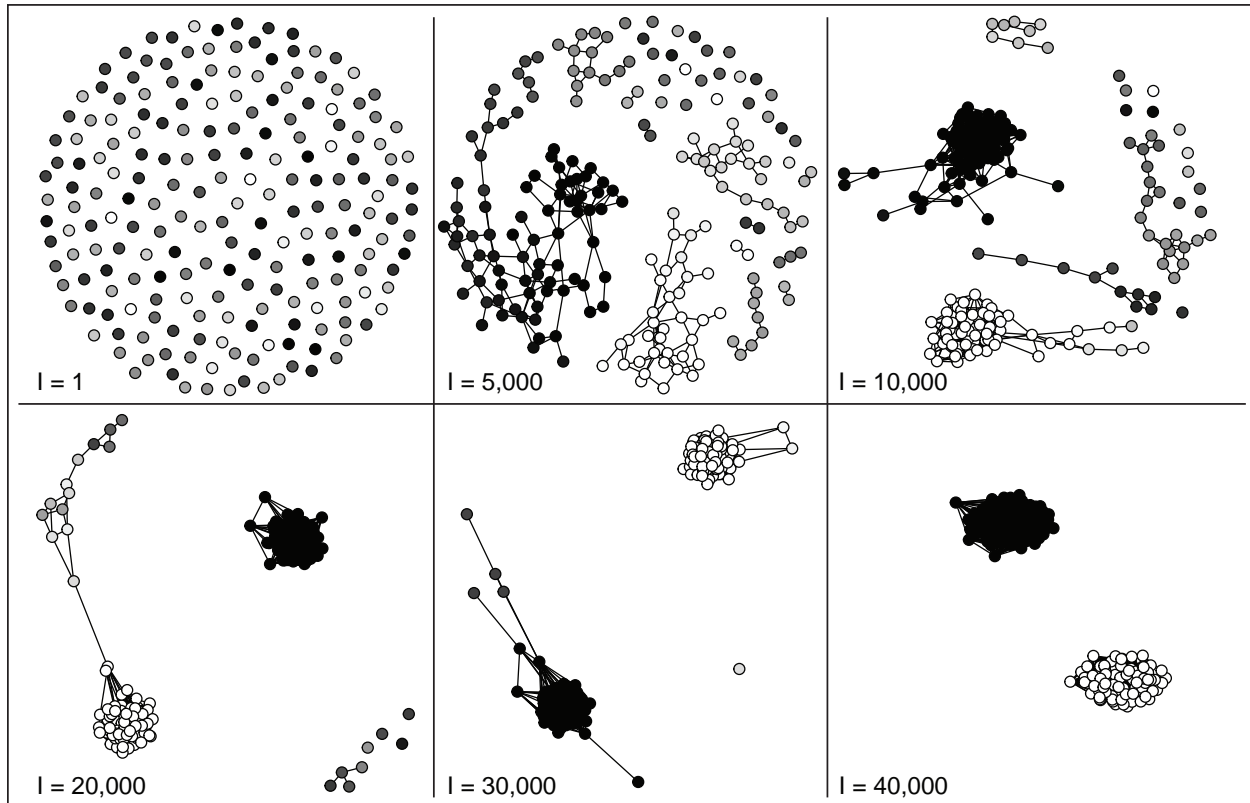 I = 1
I = 5,000
I = 10,000
I = 20,000
I = 30,000
I = 40,000